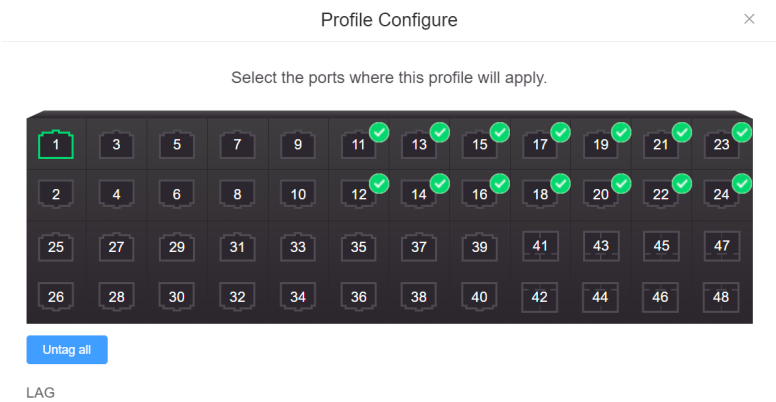 Profile Configure
Select the ports where this profile will apply.
1 3 5 7 9 11 13 15 17 19 21 23
2 4 6 8 10 12 14 16 18 20 22 24
25 27 29 31 33 35 37 39 41 43 45 47
26 28 30 32 34 36 38 40 42 44 46 48
Untag all
LAG